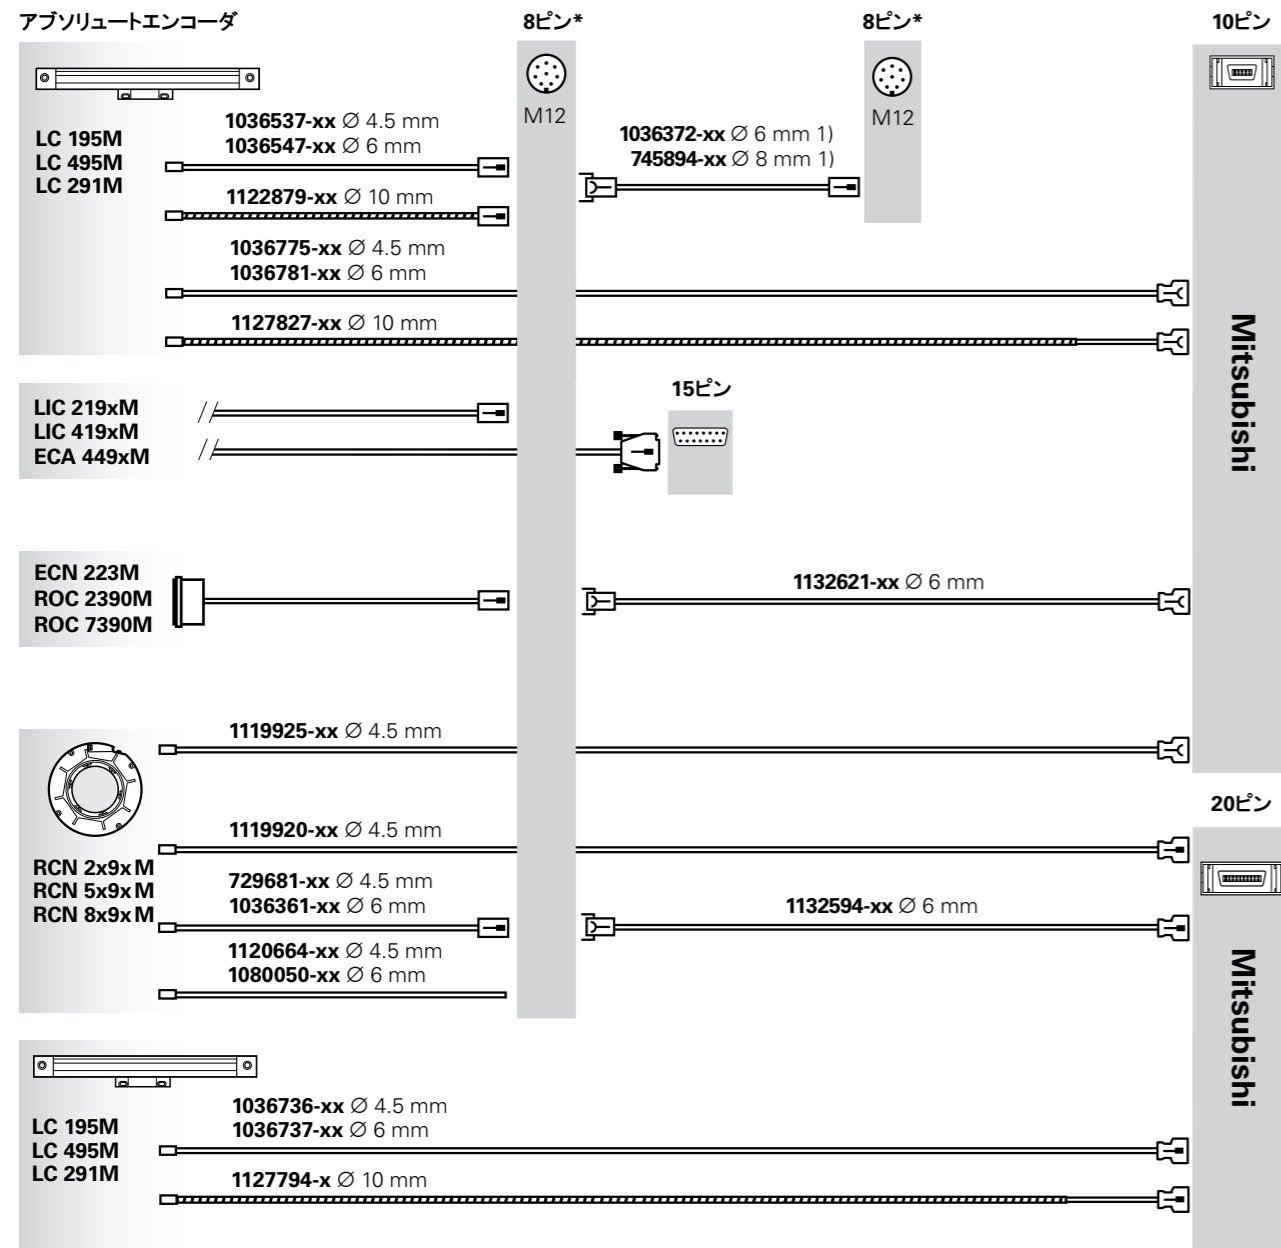 アブソリュートエンコーダ
8ピン*
8ピン*
10ピン
M12
M12
LC 195M
LC 495M
LC 291M
1036537-xx Ø 4.5 mm
1036547-xx Ø 6 mm
1036372-xx Ø 6 mm 1)
745894-xx Ø 8 mm 1)
1122879-xx Ø 10 mm
1036775-xx Ø 4.5 mm
1036781-xx Ø 6 mm
1127827-xx Ø 10 mm
Mitsubishi
15ピン
LIC 219xM
LIC 419xM
ECA 449xM
ECN 223M
ROC 2390M
ROC 7390M
1132621-xx Ø 6 mm
1119925-xx Ø 4.5 mm
20ピン
1119920-xx Ø 4.5 mm
RCN 2x9x M
RCN 5x9x M
RCN 8x9x M
729681-xx Ø 4.5 mm
1036361-xx Ø 6 mm
1132594-xx Ø 6 mm
1120664-xx Ø 4.5 mm
1080050-xx Ø 6 mm
Mitsubishi
LC 195M
LC 495M
LC 291M
1036736-xx Ø 4.5 mm
1036737-xx Ø 6 mm
1127794-x Ø 10 mm